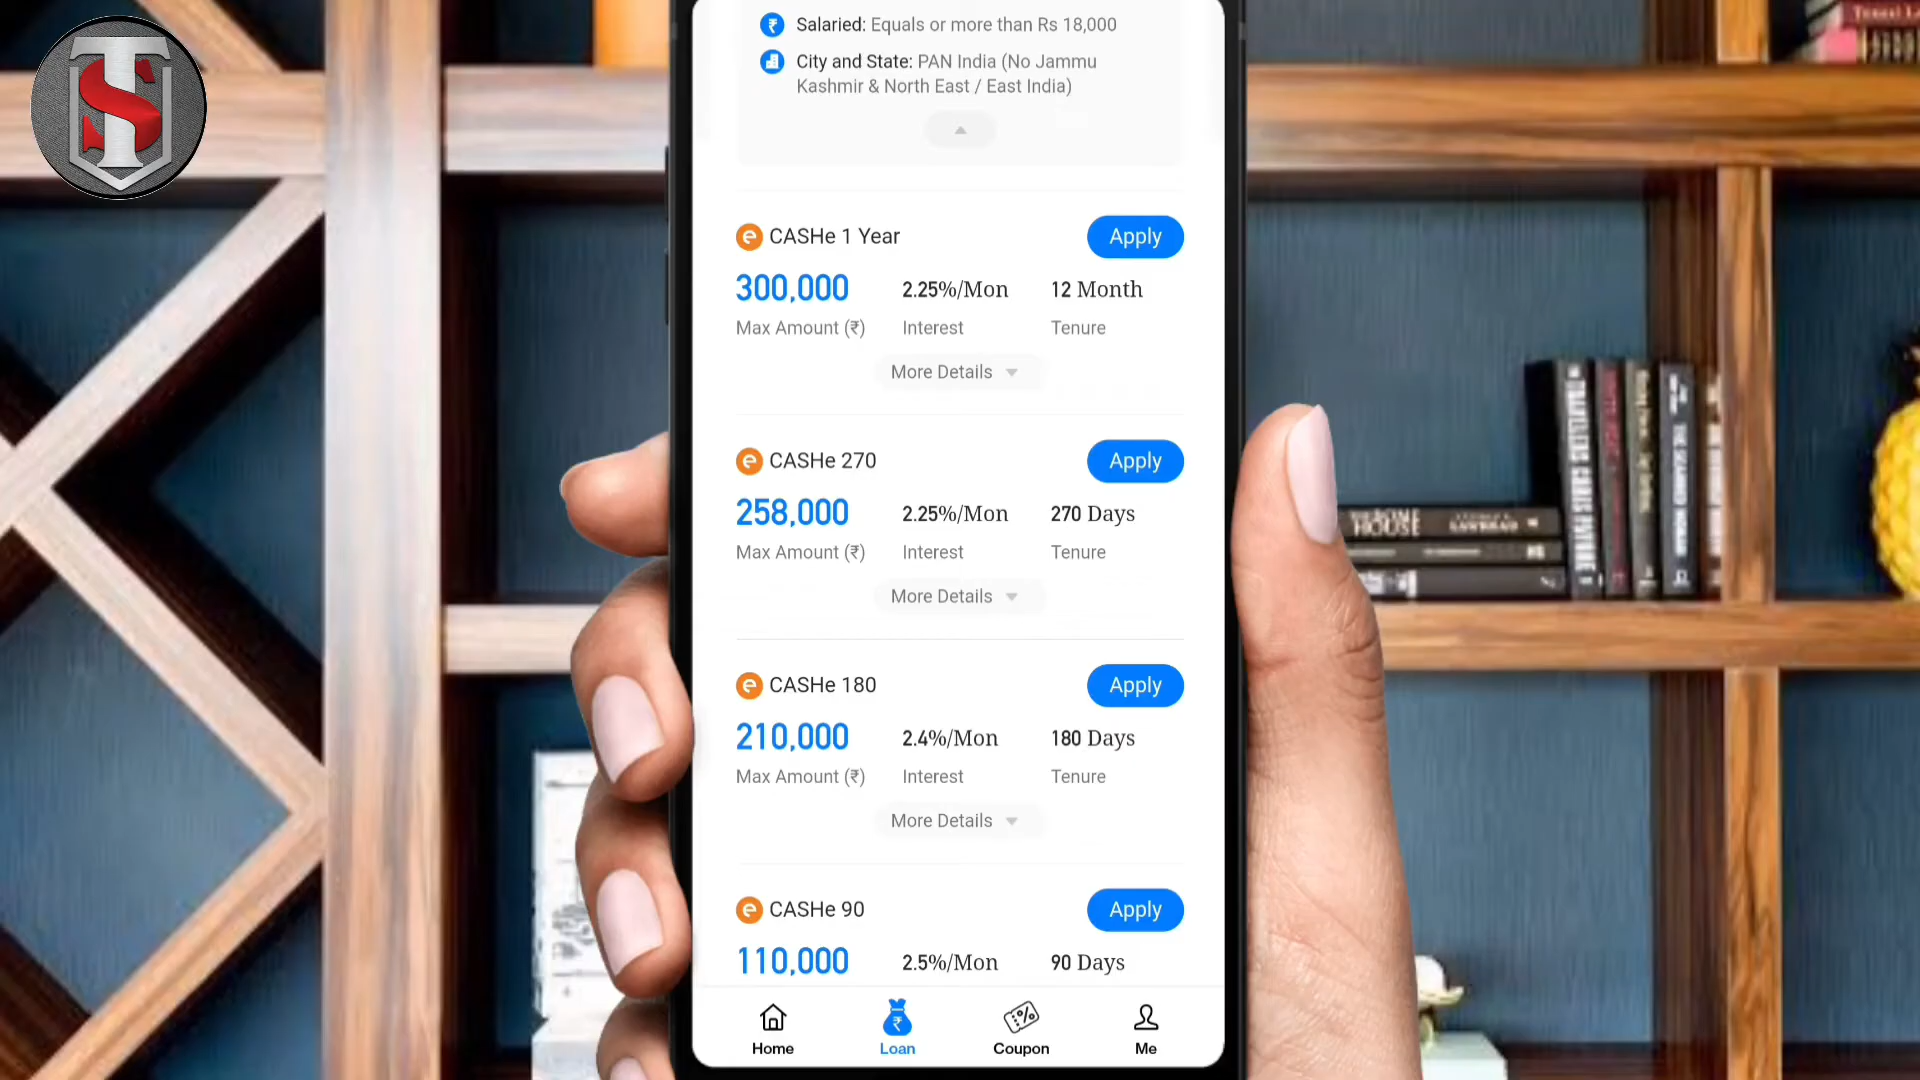 Salaried: Equals or more than Rs 18,000
City and State: PAN India (No Jammu
Kashmir & North East / East India)
CASHe 1 Year
Apply
300,000
2.25%/Mon
12 Month
Max Amount (₹)
Interest
Tenure
More Details
CASHe 270
Apply
258,000
2.25%/Mon
270 Days
Max Amount (₹)
Interest
Tenure
More Details
CASHe 180
Apply
210,000
2.4%/Mon
180 Days
Max Amount (₹)
Interest
Tenure
More Details
CASHe 90
Apply
110,000
2.5%/Mon
90 Days
Home
Loan
Coupon
Me
HOUSE